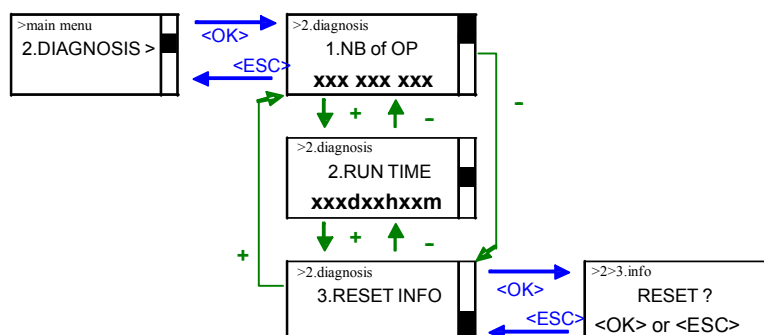 >main menu
2.DIAGNOSIS >
<OK>
<ESC>
>2.diagnosis
1.NB of OP
xxx xxx xxx
+
-
-
>2.diagnosis
2.RUN TIME
xxxdxxhxxm
+
+
-
>2.diagnosis
3.RESET INFO
<OK>
<ESC>
>2>3.info
RESET ?
<OK> or <ESC>